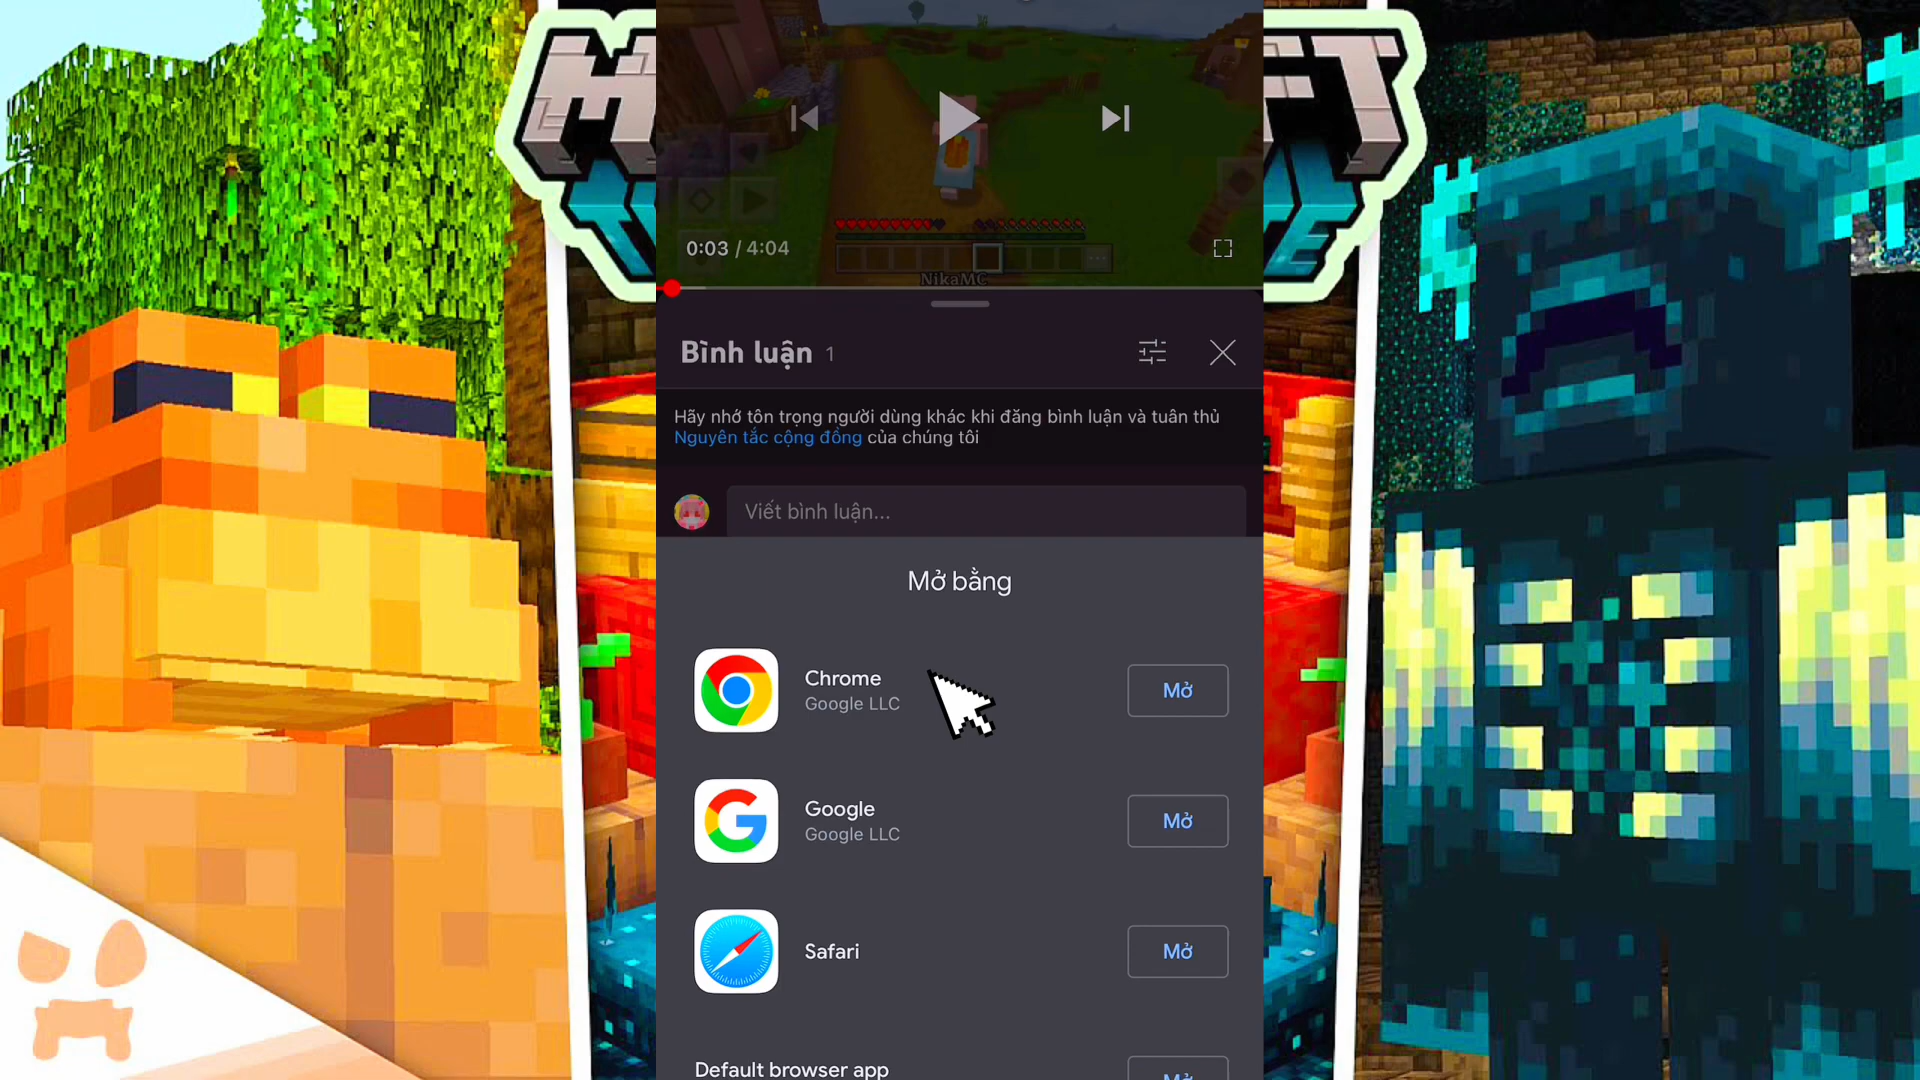 0:03 / 4:04
NikaMC
Bình luận 1
Hãy nhớ tôn trọng người dùng khác khi đăng bình luận và tuân thủ
Nguyên tắc cộng đồng của chúng tôi
Viết bình luận...
Mở bằng
Chrome
Google LLC
Mở
Google
Google LLC
Mở
Safari
Mở
Default browser app
Mở